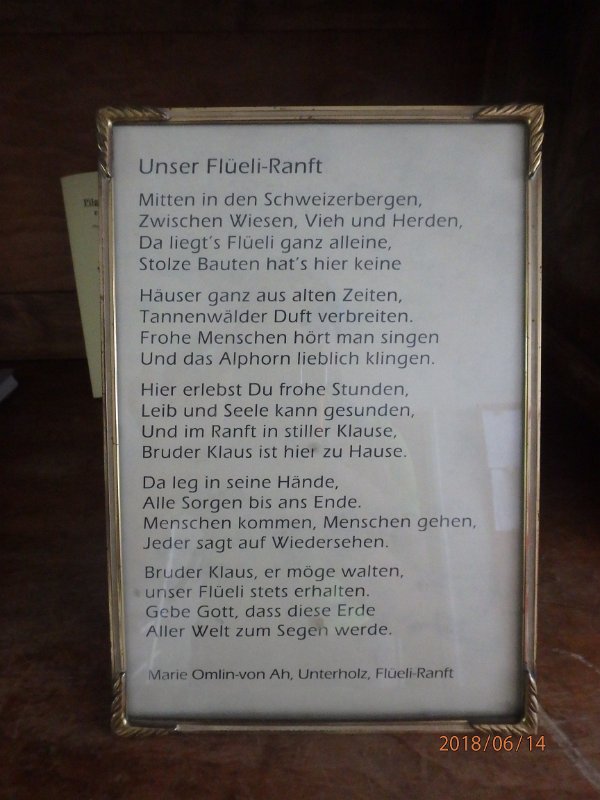 Unser Flüeli-Ranft
Mitten in den Schweizerbergen,
Zwischen Wiesen, Vieh und Herden,
Da liegt's Flüeli ganz alleine,
Stolze Bauten hat's hier keine
Häuser ganz aus alten Zeiten,
Tannenwälder Duft verbreiten.
Frohe Menschen hört man singen
Und das Alphorn lieblich klingen.
Hier erlebst Du frohe Stunden,
Leib und Seele kann gesunden,
Und im Ranft in stiller Klause,
Bruder Klaus ist hier zu Hause.
Da leg in seine Hände,
Alle Sorgen bis ans Ende.
Menschen kommen, Menschen gehen,
Jeder sagt auf Wiedersehen.
Bruder Klaus, er möge walten,
unser Flüeli stets erhalten.
Gebe Gott, dass diese Erde
Aller Welt zum Segen werde.
Marie Omlin-von Ah, Unterholz, Flüeli-Ranft
2018/06/14